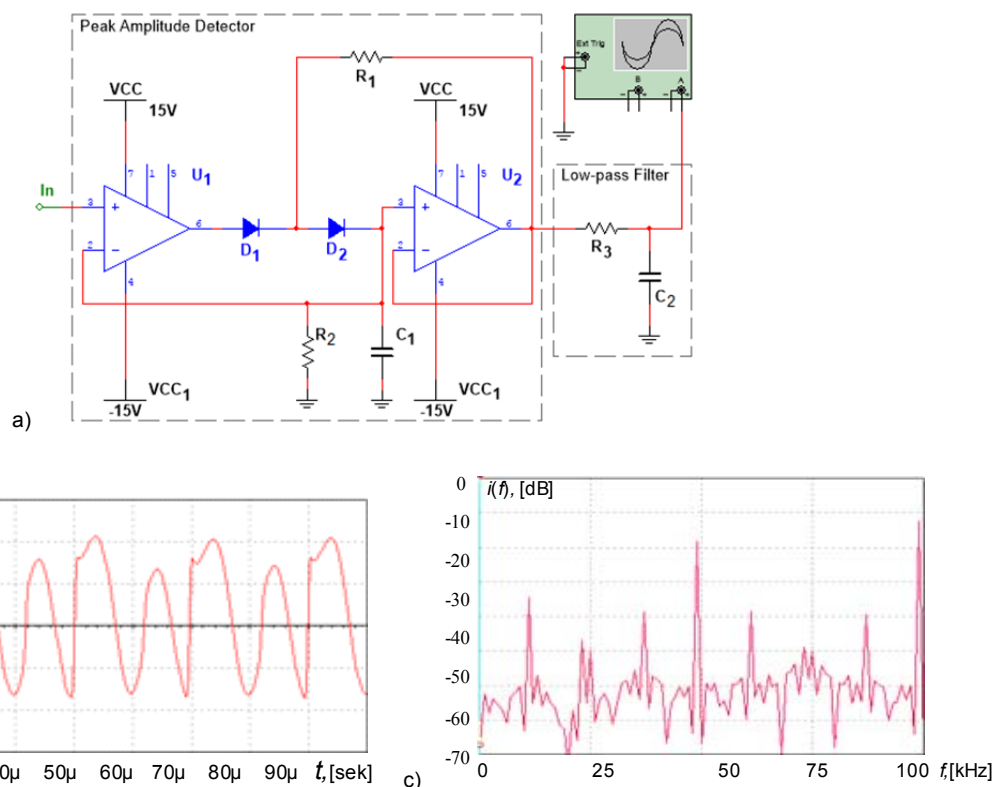 Peak Amplitude Detector
R1
VCC
15V
VCC
15V
Ext Trig
B
A
In
7 1 5
U1
3
2
6
4
D1
D2
7 1 5
U2
3
2
6
4
Low-pass Filter
R3
C2
R2
C1
VCC1
-15V
VCC1
-15V
a)
0µ 50µ 60µ 70µ 80µ 90µ t,[sek]
c)
i(f), [dB]
0
-10
-20
-30
-40
-50
-60
-70
0 25 50 75 100 f,[kHz]